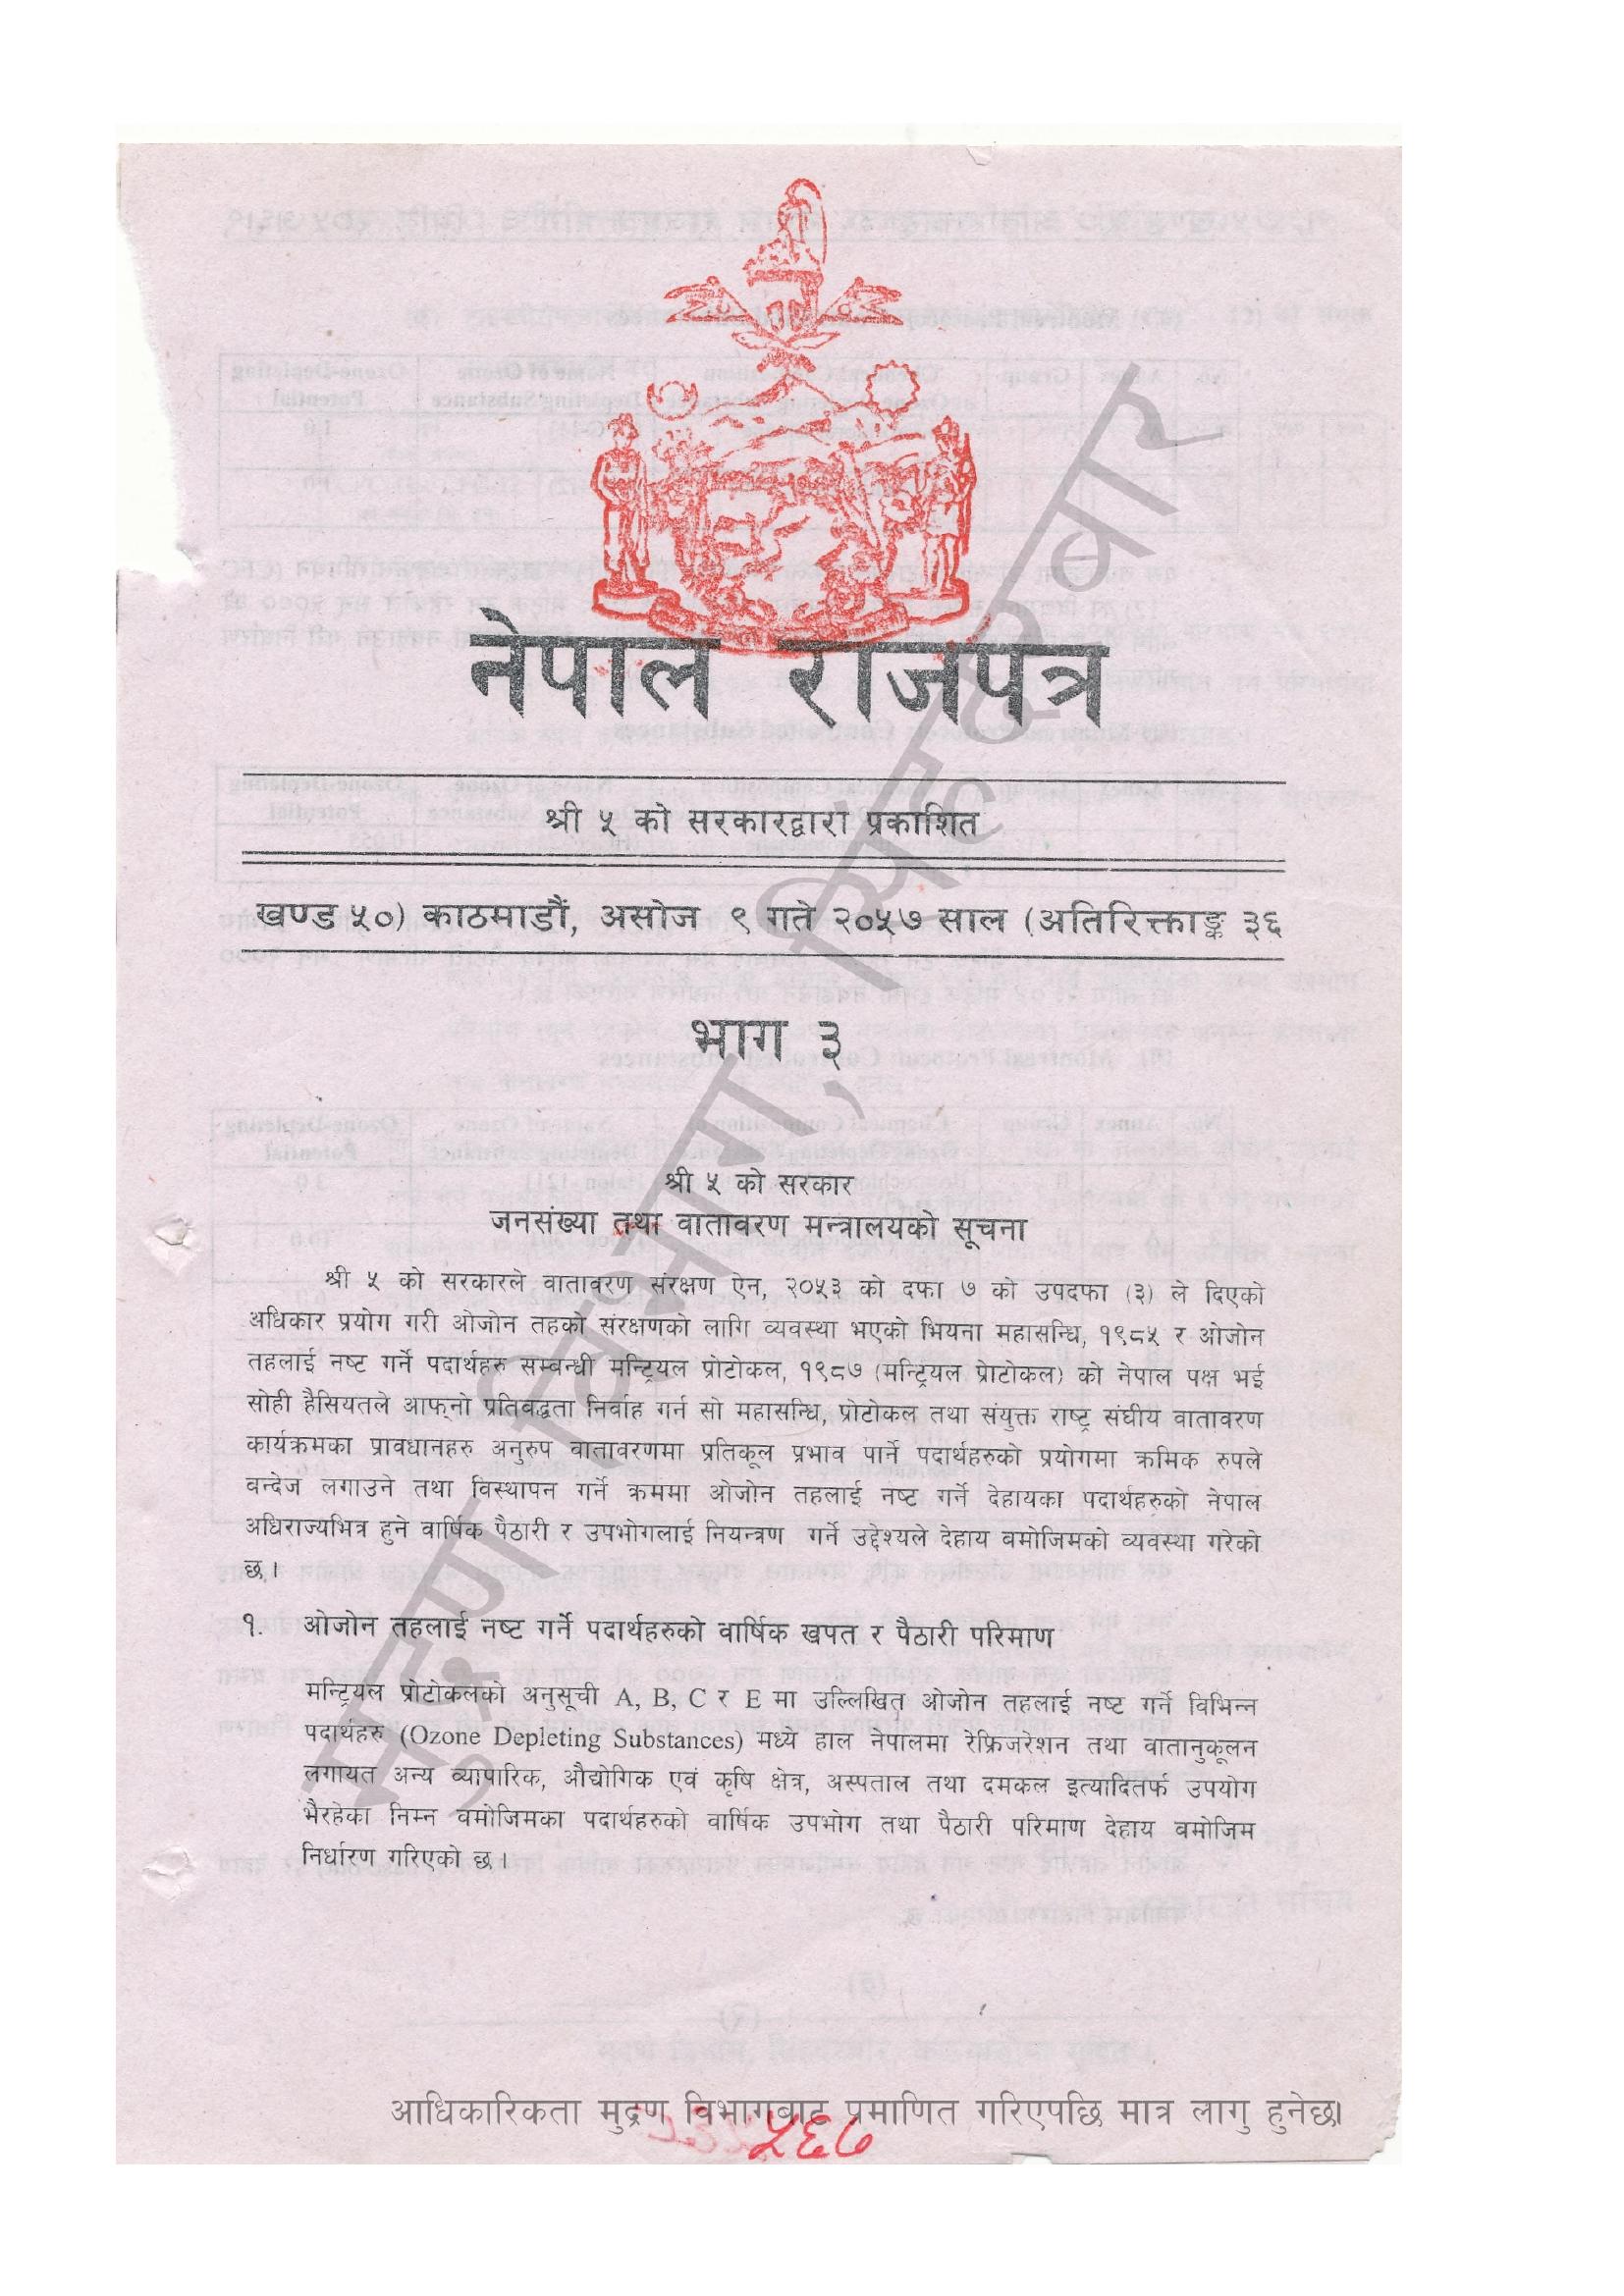 नेपाल राजपत्र
श्री ५ को सरकारद्वारा प्रकाशित
खण्ड ५०) काठमाडौं, असोज ९ गते २०५७ साल (अतिरिक्ताङ्क ३६
भाग ३
श्री ५ को सरकार
जनसंख्या तथा वातावरण मन्त्रालयको सूचना
श्री ५ को सरकारले वातावरण संरक्षण ऐन, २०५३ को दफा ७ को उपदफा (३) ले दिएको
अधिकार प्रयोग गरी ओजोन तहको संरक्षणको लागि व्यवस्था भएको भियना महासन्धि, १९८५ र ओजोन
तहलाई नष्ट गर्ने पदार्थहरु सम्बन्धी मन्ट्रियल प्रोटोकल, १९८७ (मन्ट्रियल प्रोटोकल) को नेपाल पक्ष भई
सोही हैसियतले आफ्नो प्रतिवद्धता निर्वाह गर्न सो महासन्धि, प्रोटोकल तथा संयुक्त राष्ट्र संघीय वातावरण
कार्यक्रमका प्रावधानहरु अनुरुप वातावरणमा प्रतिकूल प्रभाव पार्ने पदार्थहरुको प्रयोगमा क्रमिक रुपले
वन्देज लगाउने तथा विस्थापन गर्ने क्रममा ओजोन तहलाई नष्ट गर्ने देहायका पदार्थहरुको नेपाल
अधिराज्यभित्र हुने वार्षिक पैठारी र उपभोगलाई नियन्त्रण गर्ने उद्देश्यले देहाय वमोजिमको व्यवस्था गरेको
छ।
१. ओजोन तहलाई नष्ट गर्ने पदार्थहरुको वार्षिक खपत र पैठारी परिमाण
मन्ट्रियल प्रोटोकलको अनुसूची A, B, C र E मा उल्लिखित ओजोन तहलाई नष्ट गर्ने विभिन्न
पदार्थहरु (Ozone Depleting Substances) मध्ये हाल नेपालमा रेफ्रिजरेशन तथा वातानुकूलन
लगायत अन्य व्यापारिक, औद्योगिक एवं कृषि क्षेत्र, अस्पताल तथा दमकल इत्यादितर्फ उपयोग
भैरहेका निम्न वमोजिमका पदार्थहरुको वार्षिक उपभोग तथा पैठारी परिमाण देहाय वमोजिम
निर्धारण गरिएको छ।
मुद्रण विभाग, सिंहदरबार
आधिकारिकता मुद्रण विभागबाट प्रमाणित गरिएपछि मात्र लागु हुनेछ।
५६७